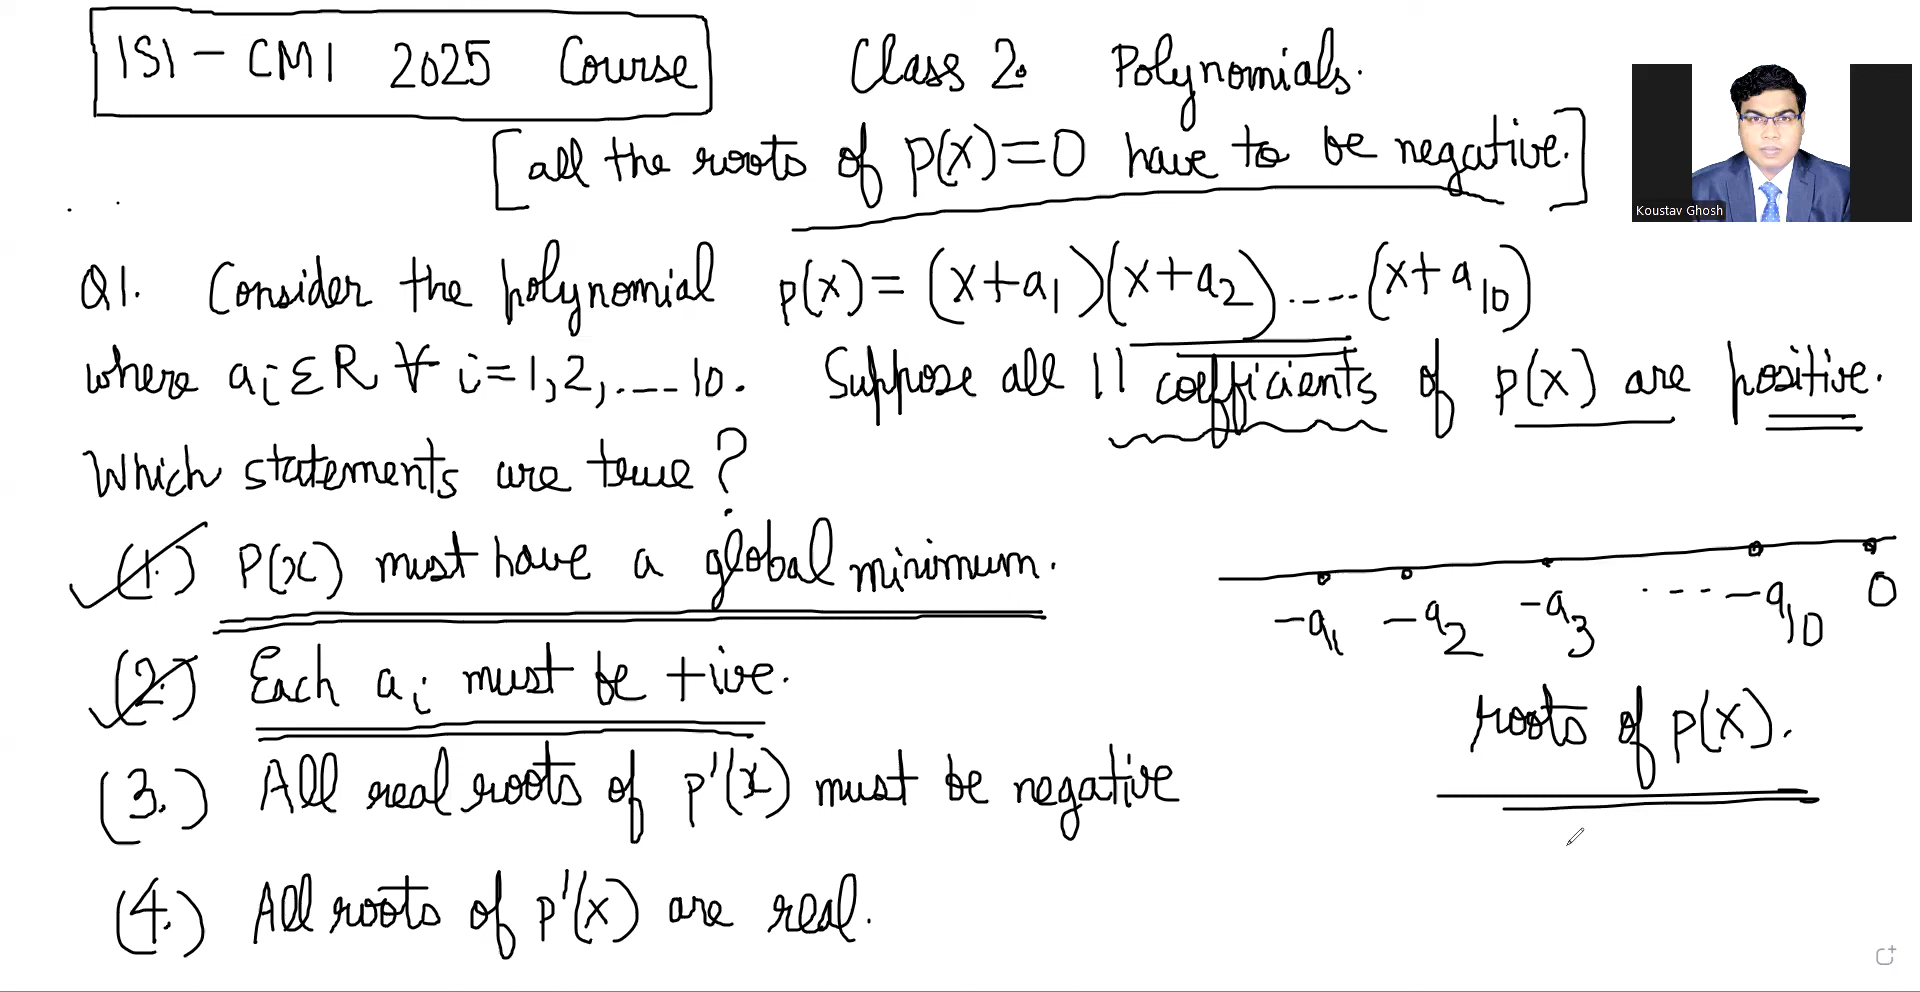 ISI - CMI 2025 Course
Class 2. Polynomials.
[all the roots of p(x)=0 have to be negative.]
Koustav Ghosh
Q1. Consider the polynomial p(x) = (x+a₁)(x+a₂).....(x+a₁₀)
where aᵢ ∈ R ∀ i=1,2,....10. Suppose all 11 coefficients of p(x) are positive.
Which statements are true?
(1.) P(x) must have a global minimum.
(2.) Each aᵢ must be +ive.
(3.) All real roots of p'(x) must be negative
(4.) All roots of p'(x) are real.
-a₁ -a₂ -a₃ .... -a₁₀ 0
roots of p(x).